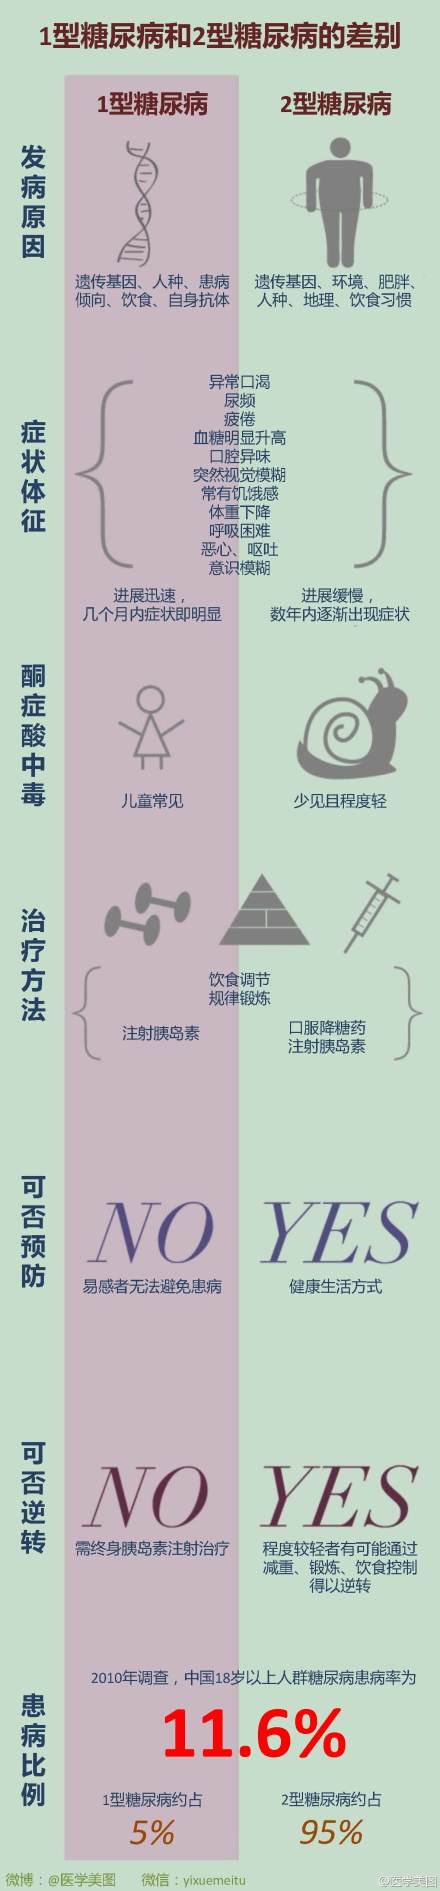 1型糖尿病和2型糖尿病的差别
1型糖尿病
2型糖尿病
发病原因
遗传基因、人种、患病
倾向、饮食、自身抗体
遗传基因、环境、肥胖、
人种、地理、饮食习惯
症状体征
异常口渴
尿频
疲倦
血糖明显升高
口腔异味
突然视觉模糊
常有饥饿感
体重下降
呼吸困难
恶心、呕吐
意识模糊
进展迅速，
几个月内症状即明显
进展缓慢，
数年内逐渐出现症状
酮症酸中毒
儿童常见
少见且程度轻
治疗方法
饮食调节
规律锻炼
注射胰岛素
口服降糖药
注射胰岛素
可否预防
NO
易感者无法避免患病
YES
健康生活方式
可否逆转
NO
需终身胰岛素注射治疗
YES
程度较轻者有可能通过
减重、锻炼、饮食控制
得以逆转
患病比例
2010年调查，中国18岁以上人群糖尿病患病率为
11.6%
1型糖尿病约占
5%
2型糖尿病约占
95%
微博：@医学美图 微信：yixuemeitu
@医学美图